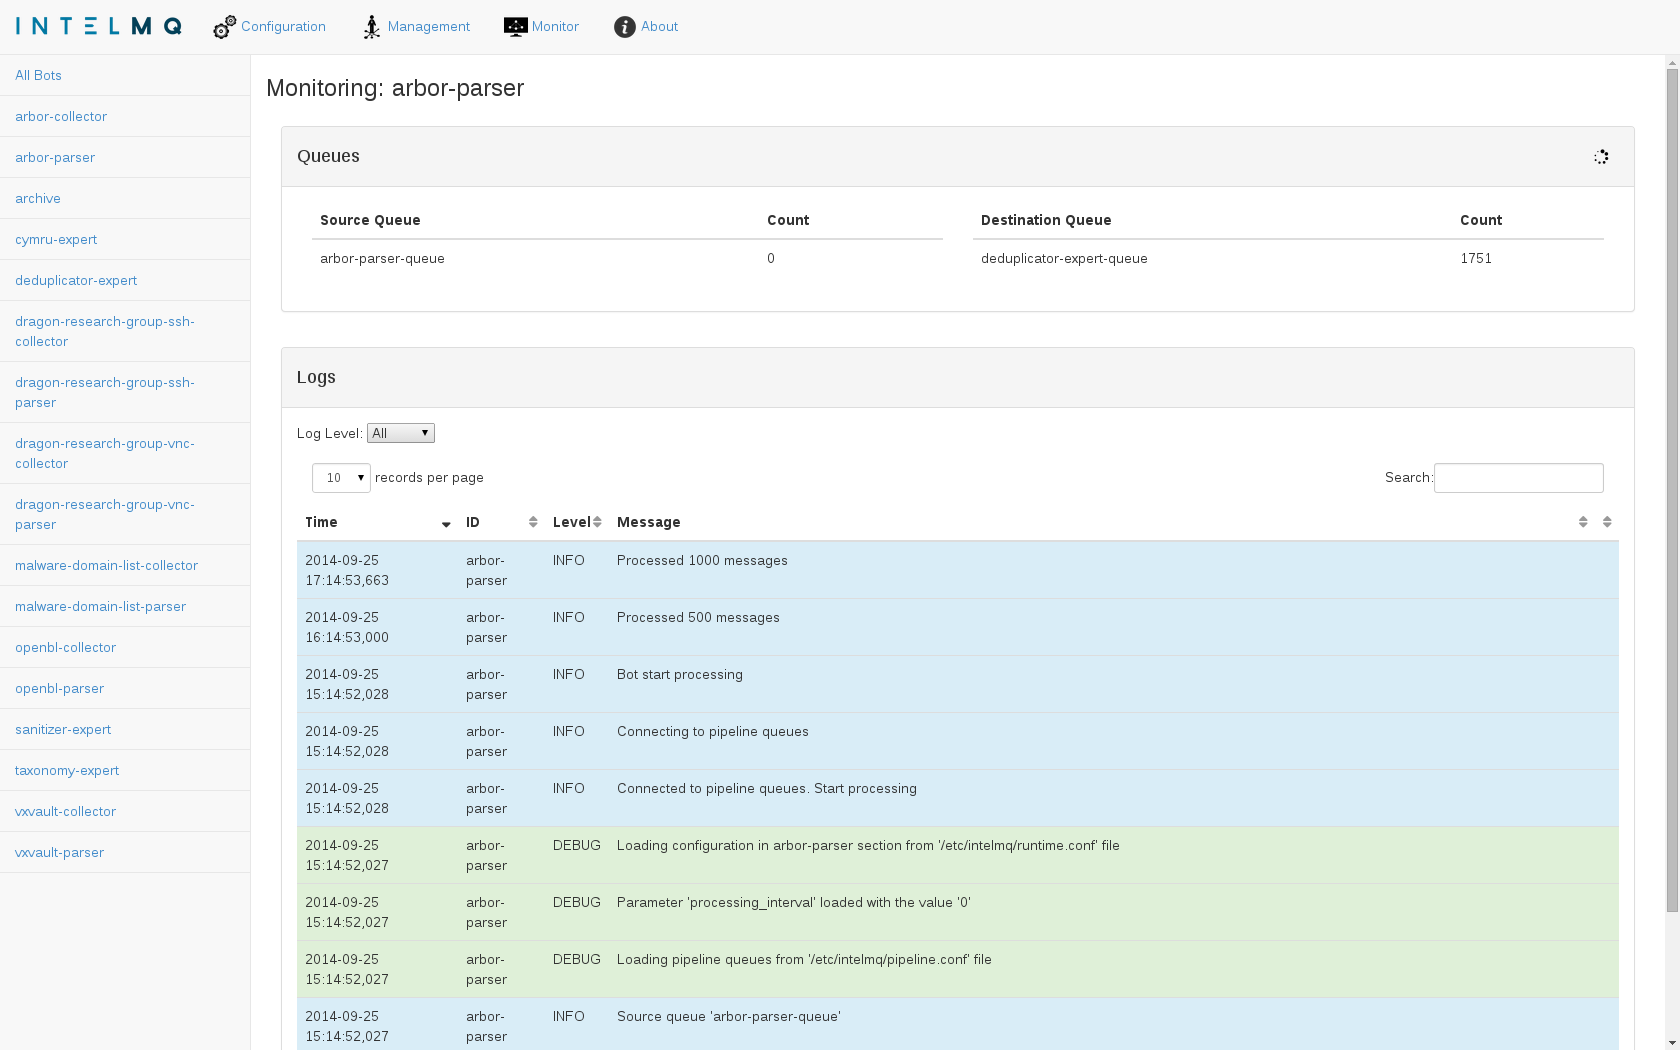 INTELMQ
Configuration
Management
Monitor
About
All Bots
arbor-collector
arbor-parser
archive
cymru-expert
deduplicator-expert
dragon-research-group-ssh-
collector
dragon-research-group-ssh-
parser
dragon-research-group-vnc-
collector
dragon-research-group-vnc-
parser
malware-domain-list-collector
malware-domain-list-parser
openbl-collector
openbl-parser
sanitizer-expert
taxonomy-expert
vxvault-collector
vxvault-parser
Monitoring: arbor-parser
Queues
Source Queue Count
arbor-parser-queue 0
Destination Queue Count
deduplicator-expert-queue 1751
Logs
Log Level: All
10 records per page
Search:
Time ID Level Message
2014-09-25 arbor- INFO Processed 1000 messages
17:14:53,663 parser
2014-09-25 arbor- INFO Processed 500 messages
16:14:53,000 parser
2014-09-25 arbor- INFO Bot start processing
15:14:52,028 parser
2014-09-25 arbor- INFO Connecting to pipeline queues
15:14:52,028 parser
2014-09-25 arbor- INFO Connected to pipeline queues. Start processing
15:14:52,028 parser
2014-09-25 arbor- DEBUG Loading configuration in arbor-parser section from '/etc/intelmq/runtime.conf' file
15:14:52,027 parser
2014-09-25 arbor- DEBUG Parameter 'processing_interval' loaded with the value '0'
15:14:52,027 parser
2014-09-25 arbor- DEBUG Loading pipeline queues from '/etc/intelmq/pipeline.conf' file
15:14:52,027 parser
2014-09-25 arbor- INFO Source queue 'arbor-parser-queue'
15:14:52,027 parser